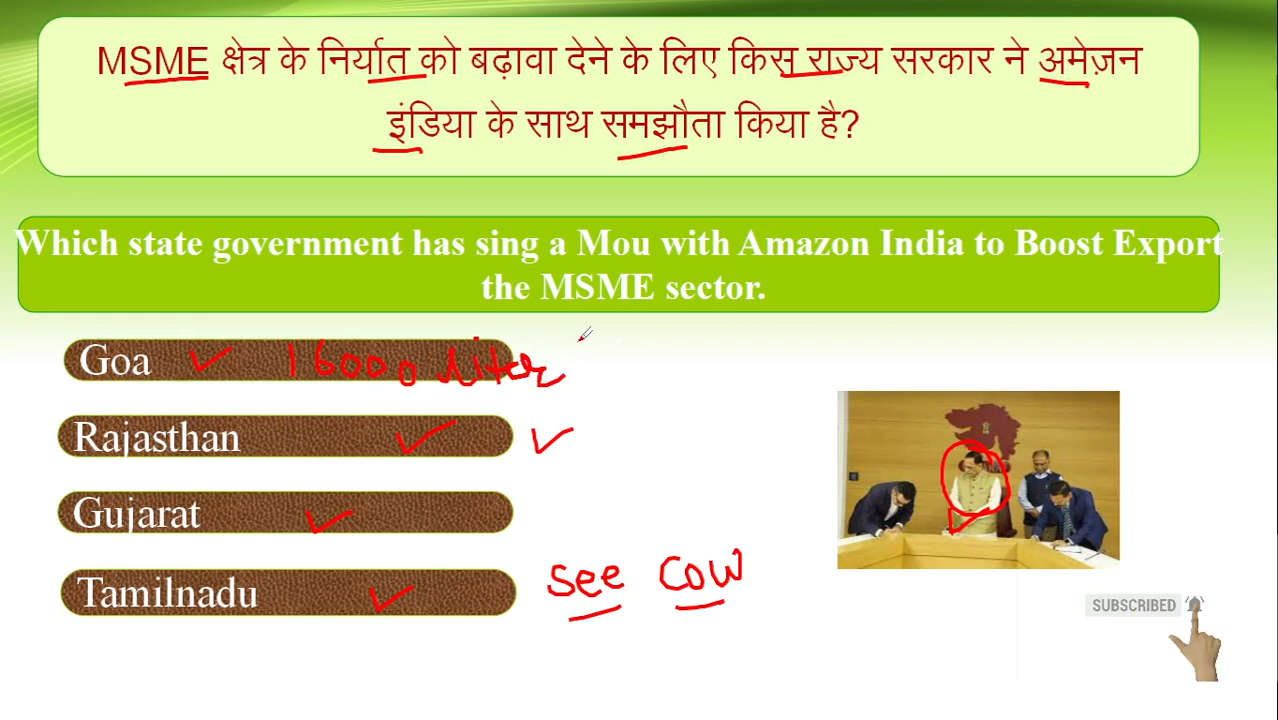 MSME क्षेत्र के निर्यात को बढ़ावा देने के लिए किस राज्य सरकार ने अमेज़न
इंडिया के साथ समझौता किया है?
Which state government has sing a Mou with Amazon India to Boost Export
the MSME sector.
Goa 16000 liter
Rajasthan
Gujarat
Tamilnadu See Cow
SUBSCRIBED